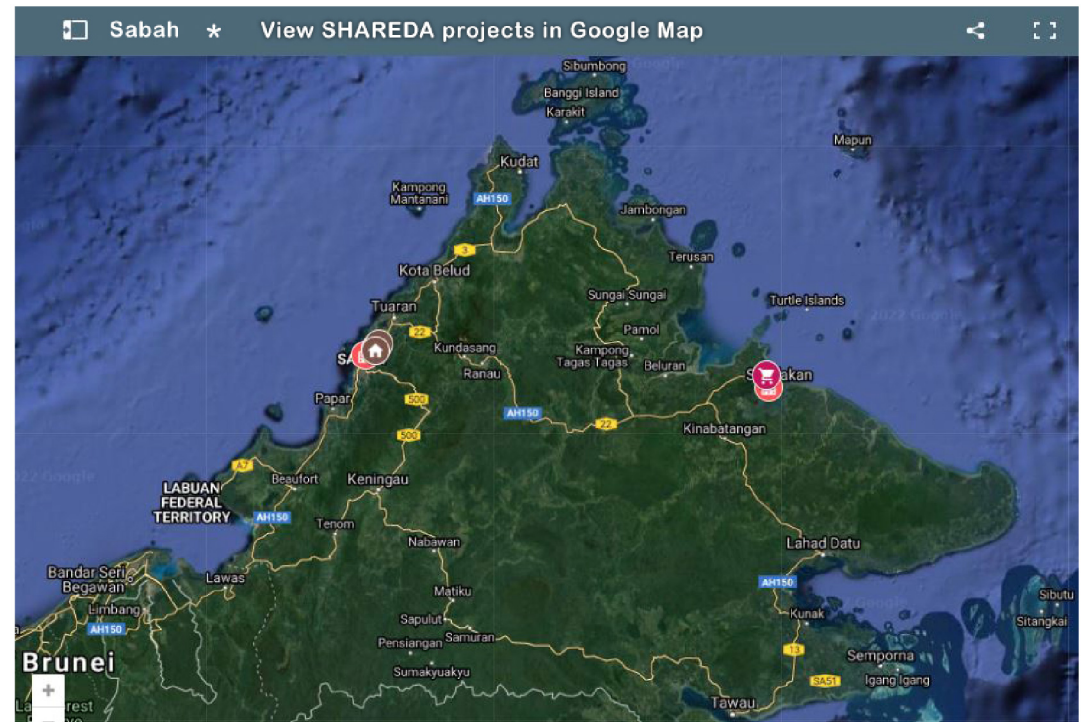 Sabah * View SHAREDA projects in Google Map
Sibumbong
Banggi Island
Karakit
Mapun
Kudat
Kampong
Mantanani
AH150
Jambongan
3
Terusan
Kota Belud
Sungai Sungai
Turtle Islands
Tuaran
© 2022 Google
22
Pamol
Kundasang
Kampong
Tagas Tagas
Beluran
Ranau
Papar
500
AH150
22
Kinabatangan
500
A7
Beaufort
Keningau
LABUAN
FEDERAL
TERRITORY
AH150
Tenom
Nabawan
Lahad Datu
Bandar Seri
Begawan
Lawas
AH150
Matiku
Sibutu
Limbang
Kunak
Sapulut
Sitangkai
AH150
Samuran
Pensiangan
13
Brunei
Semporna
Sumakyukyu
Igang Igang
SA51
+
Tawau